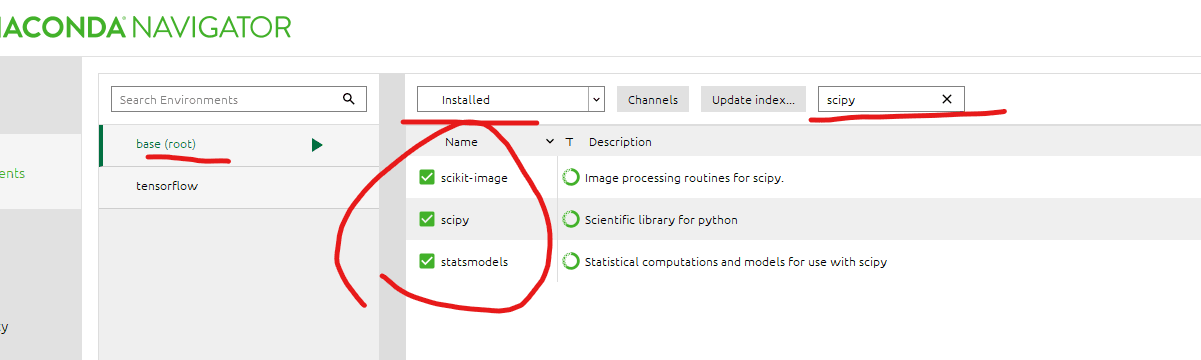 NACONDA NAVIGATOR
Search Environments
Installed
Channels
Update index...
scipy
base (root)
Name
T
Description
ents
scikit-image
Image processing routines for scipy.
tensorflow
scipy
Scientific library for python
statsmodels
Statistical computations and models for use with scipy
ty